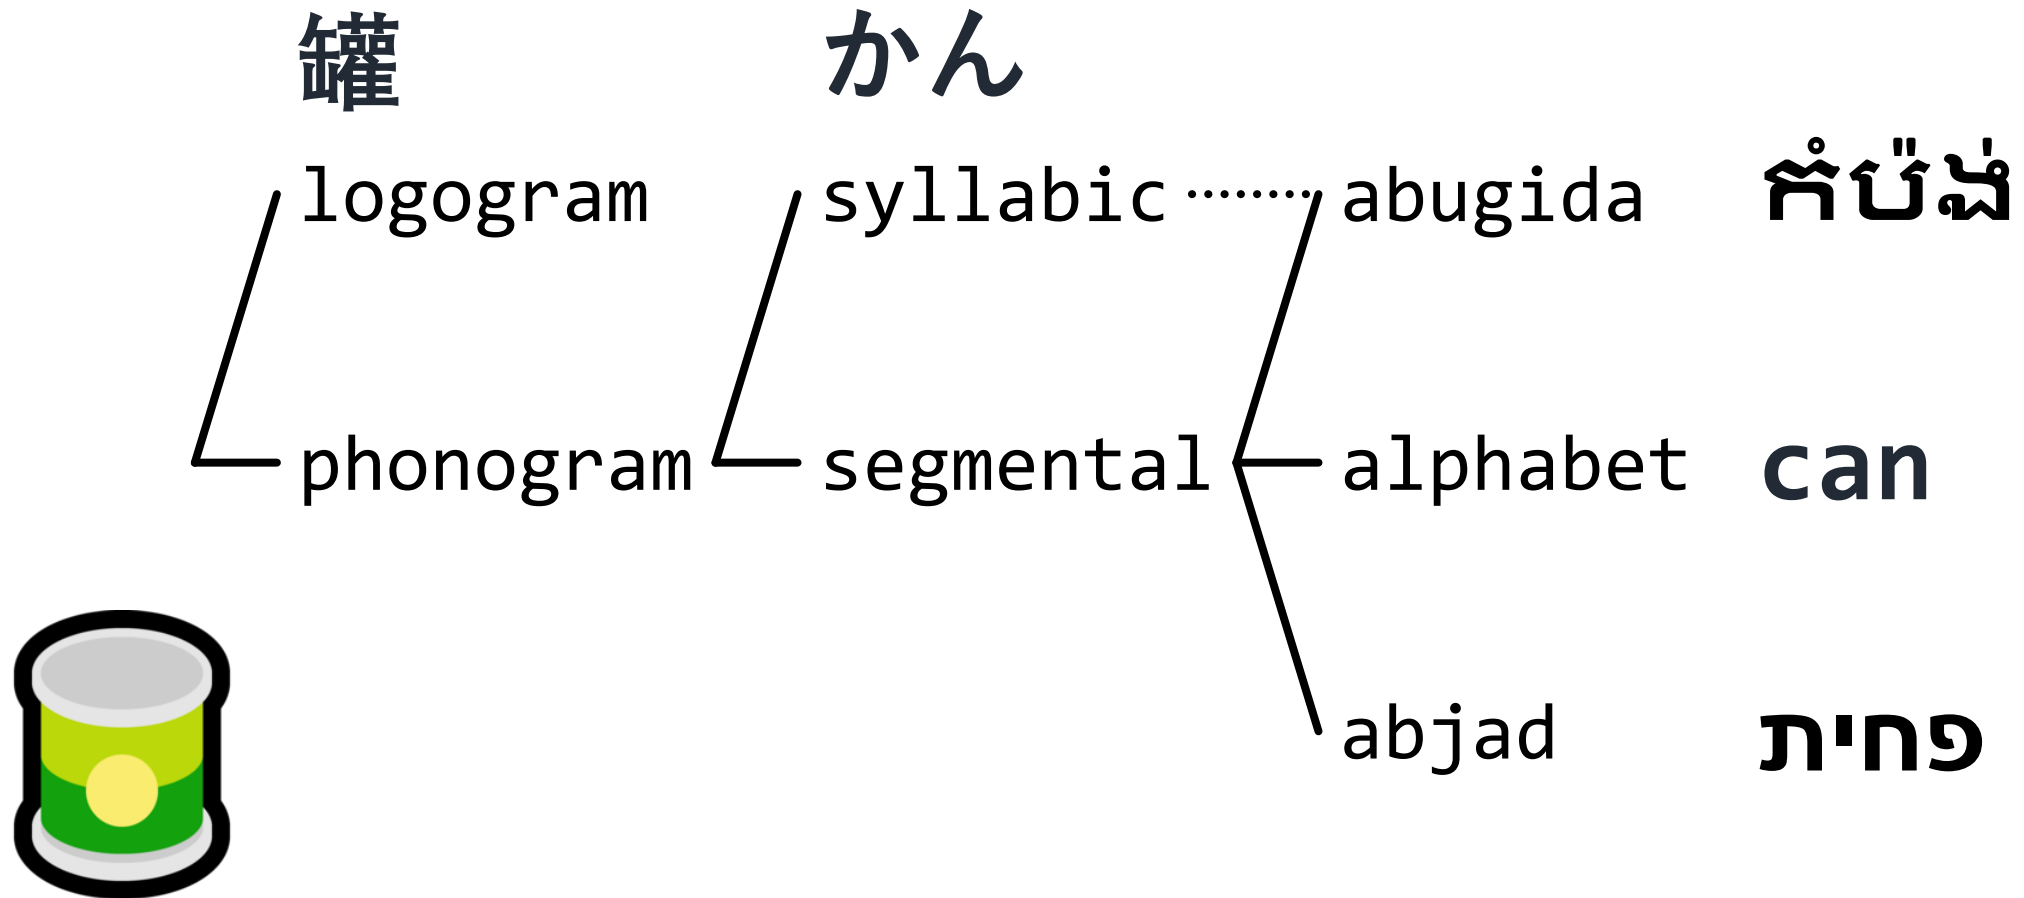 罐 かん
logogram syllabic abugida កំប៉ង់
phonogram segmental alphabet can
abjad פחית